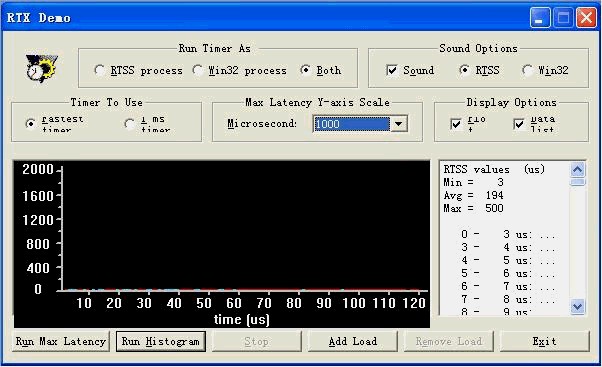 RTX Demo
Run Timer As
RTSS process
Win32 process
Both
Sound Options
Sound
RTSS
Win32
Timer To Use
Fastest
timer
1 ms
timer
Max Latency Y-axis Scale
Microsecond:
1000
Display Options
Data
list
2000
1600
1200
800
400
0
10 20 30 40 50 60 70 80 90 100 110 120
time (us)
RTSS values (us)
Min = 3
Avg = 194
Max = 500
0 - 3 us: ...
3 - 4 us: ...
4 - 5 us: ...
5 - 6 us: ...
6 - 7 us: ...
7 - 8 us: ...
8 - 9 us: ...
Run Max Latency
Run Histogram
Stop
Add Load
Remove Load
Exit